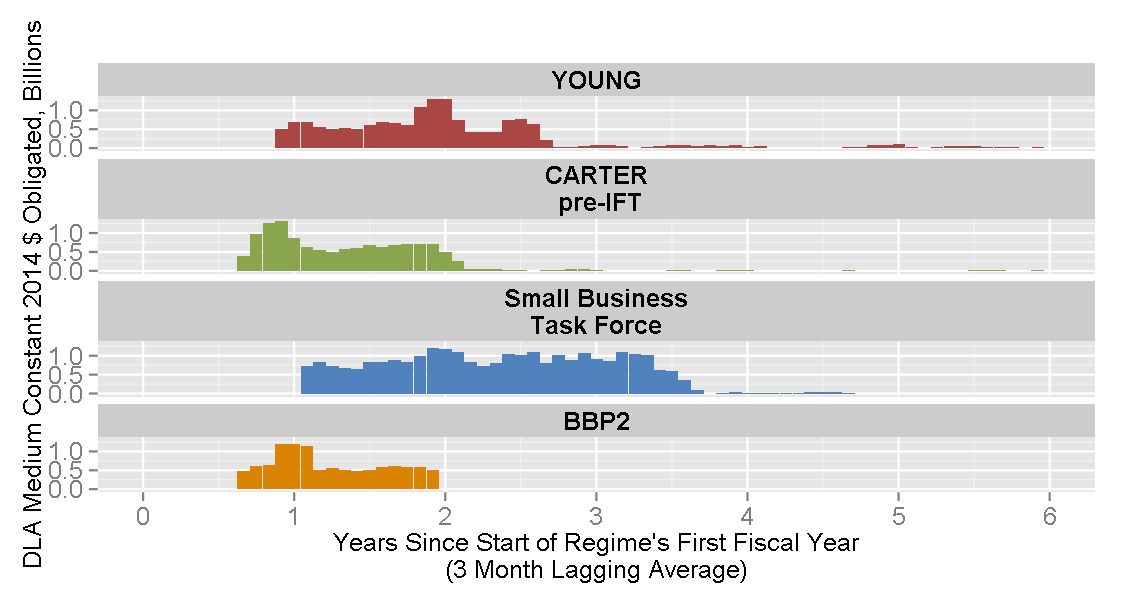 DLA Medium Constant 2014 $ Obligated, Billions
YOUNG
1.0
0.5
0.0
CARTER
pre-IFT
1.0
0.5
0.0
Small Business
Task Force
1.0
0.5
0.0
BBP2
1.0
0.5
0.0
0 1 2 3 4 5 6
Years Since Start of Regime's First Fiscal Year
(3 Month Lagging Average)